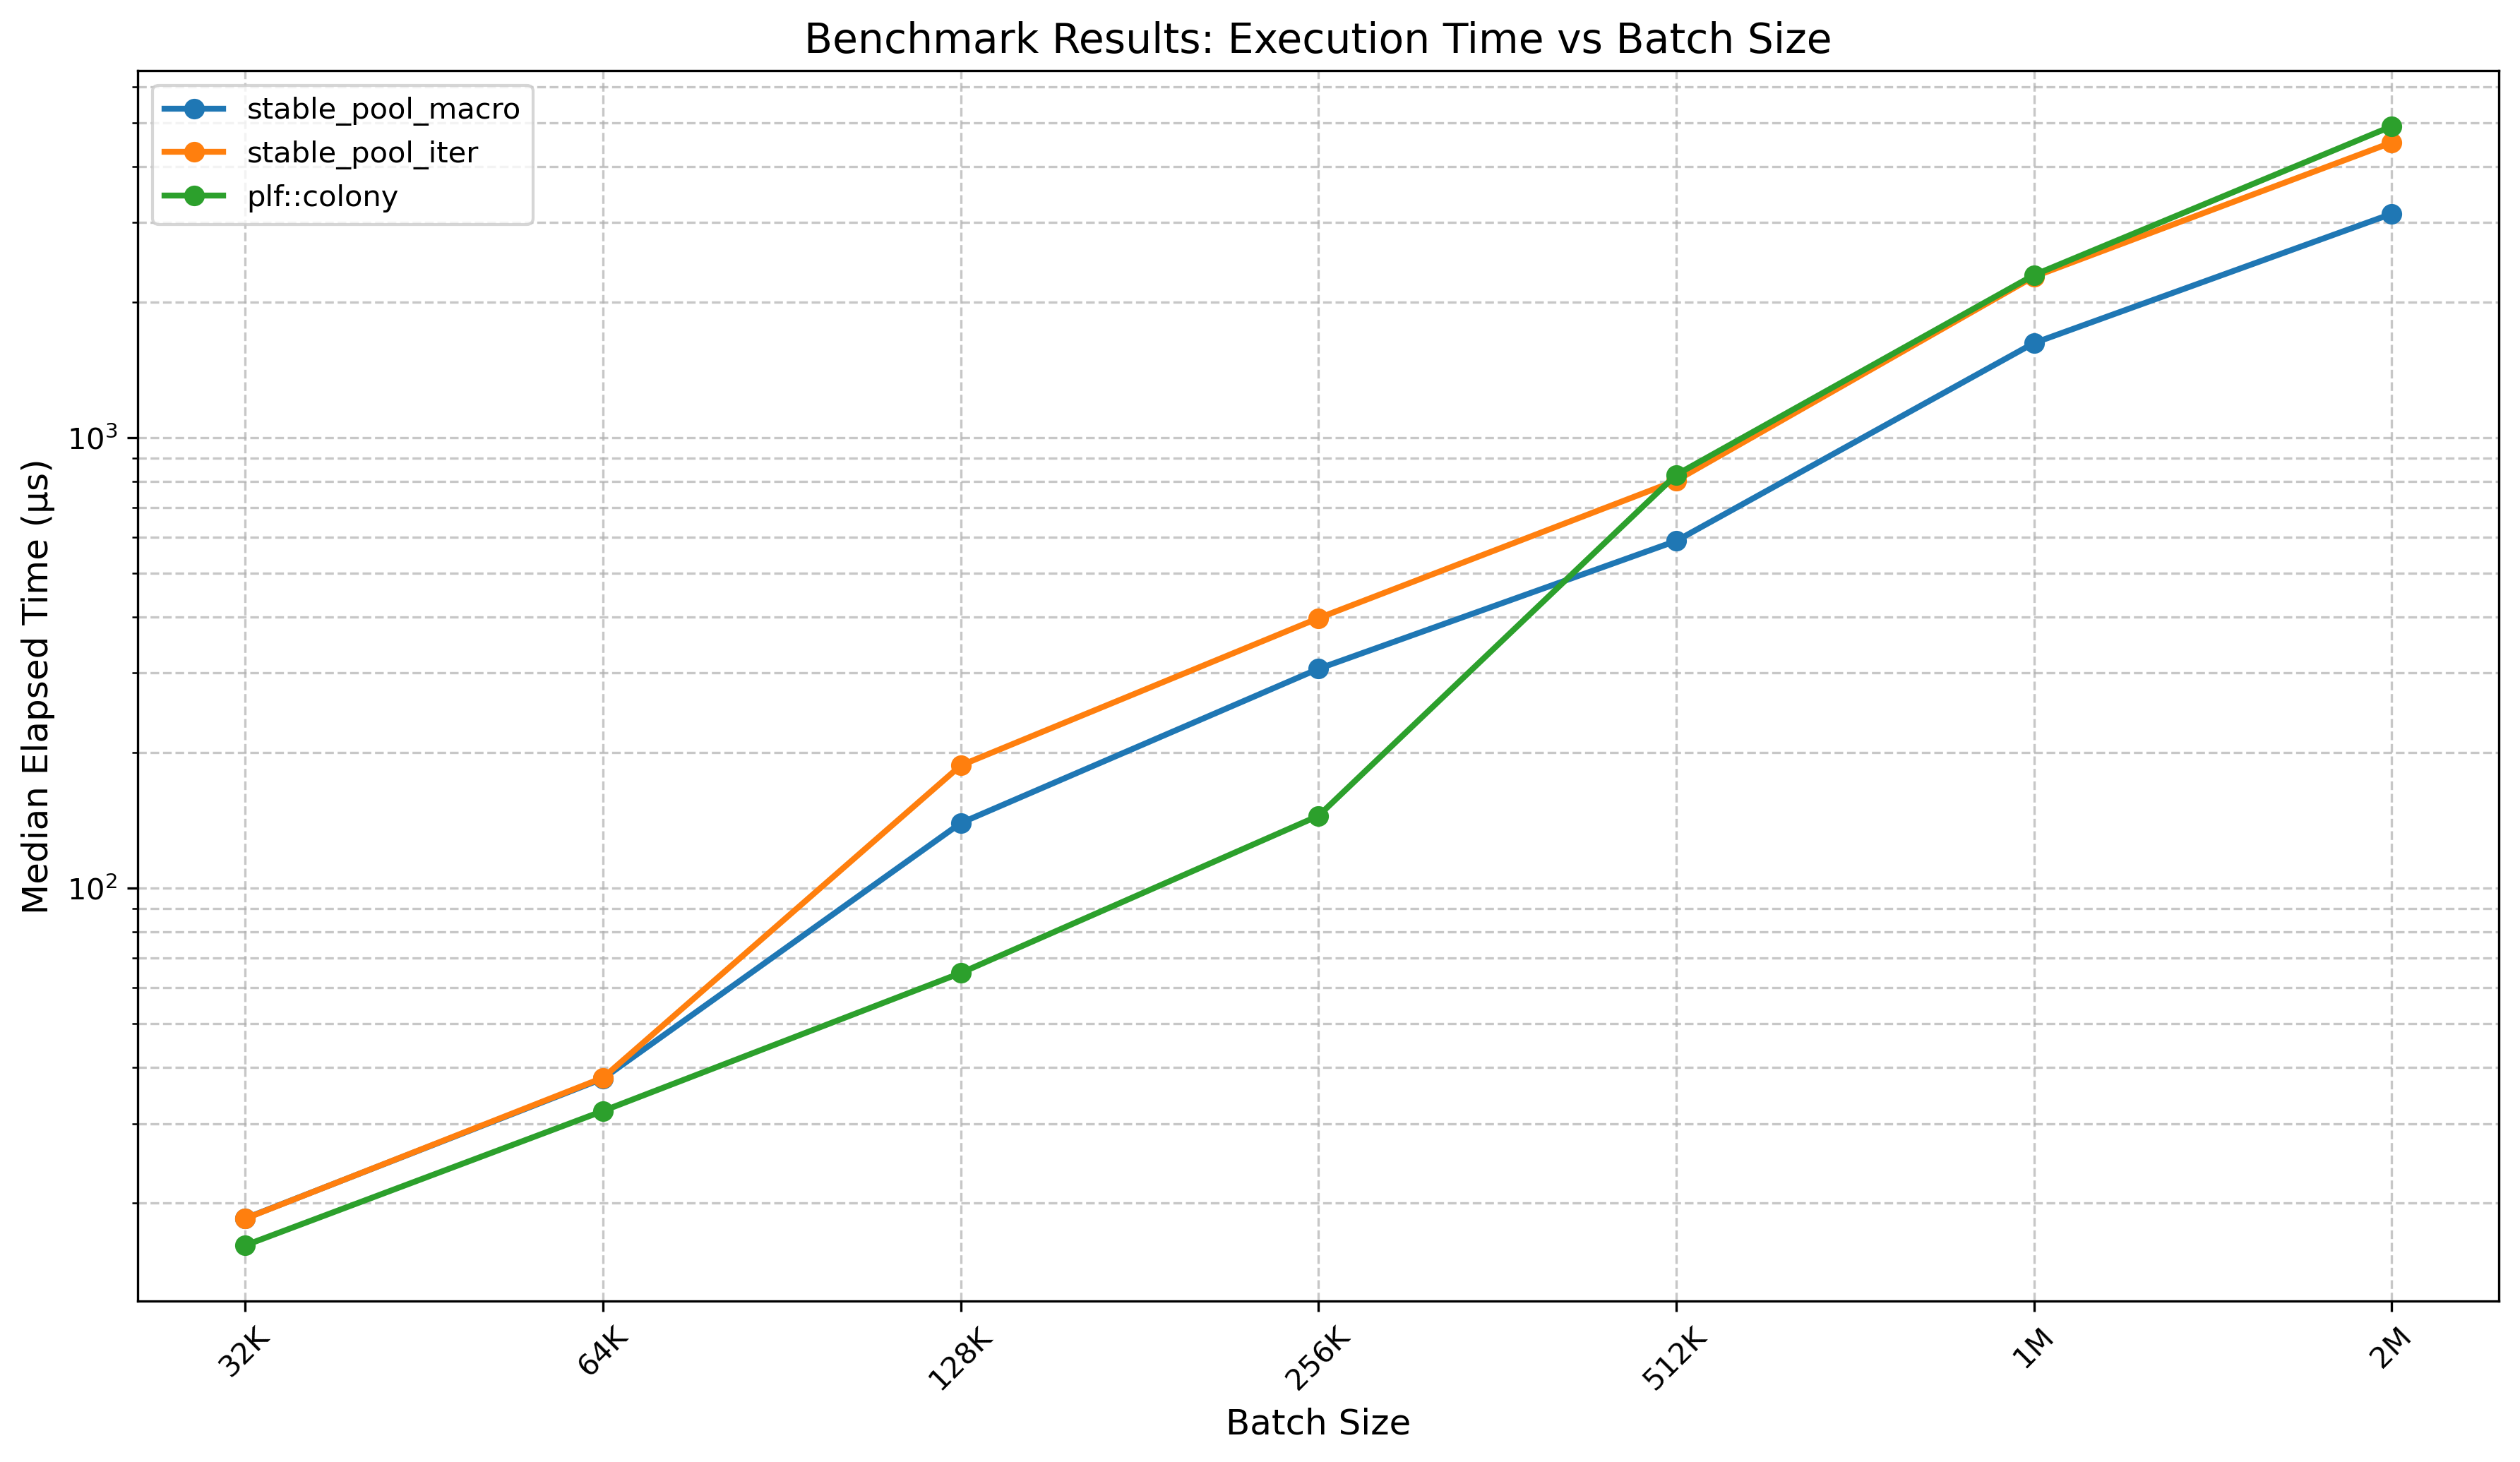 Benchmark Results: Execution Time vs Batch Size
stable_pool_macro
stable_pool_iter
plf::colony
Median Elapsed Time (µs)
10³
10²
32K
64K
128K
256K
512K
1M
2M
Batch Size